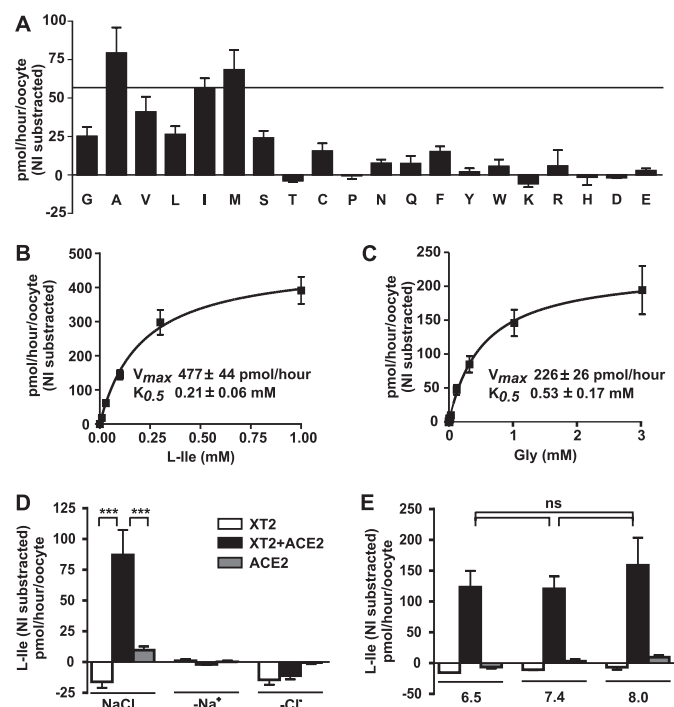 A
100
75
50
25
0
-25
pmol/hour/oocyte
(NI substracted)
G A V L I M S T C P N Q F Y W K R H D E
B
500
400
300
200
100
0
pmol/hour/oocyte
(NI substracted)
Vmax 477± 44 pmol/hour
K0.5 0.21± 0.06 mM
0.00 0.25 0.50 0.75 1.00
L-Ile (mM)
C
250
200
150
100
50
0
pmol/hour/oocyte
(NI substracted)
Vmax 226± 26 pmol/hour
K0.5 0.53 ± 0.17 mM
0 1 2 3
Gly (mM)
D
125
100
75
50
25
0
-25
L-Ile (NI substracted)
pmol/hour/oocyte
*** ***
XT2
XT2+ACE2
ACE2
NaCl -Na+ -Cl-
E
250
200
150
100
50
0
-50
L-Ile (NI substracted)
pmol/hour/oocyte
ns
6.5 7.4 8.0